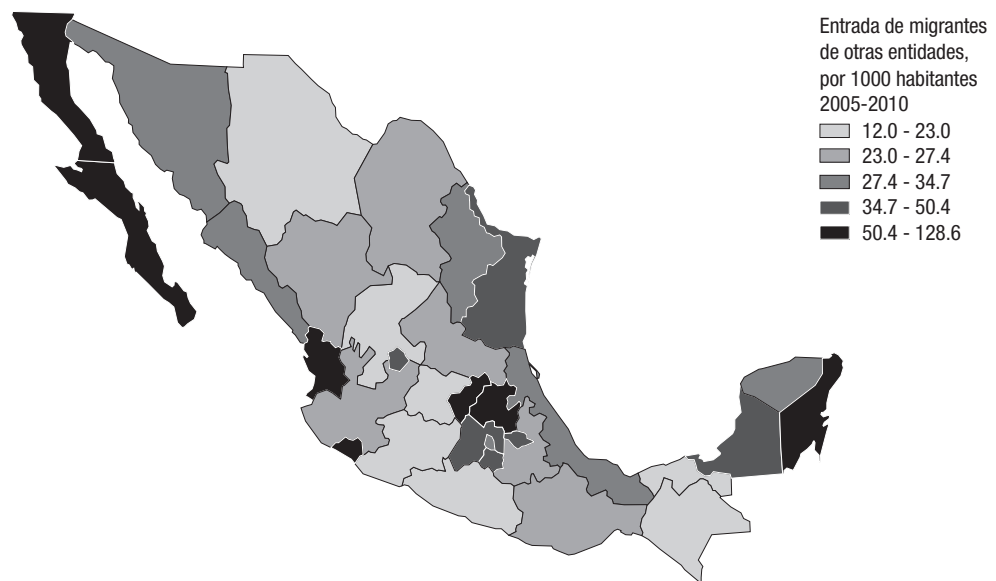 Entrada de migrantes
de otras entidades,
por 1000 habitantes
2005-2010
12.0 - 23.0
23.0 - 27.4
27.4 - 34.7
34.7 - 50.4
50.4 - 128.6